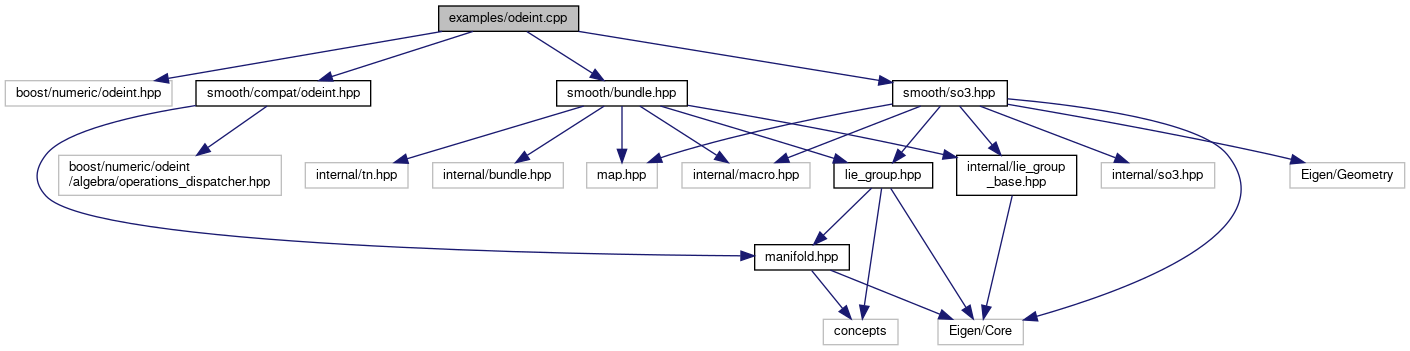 examples/odeint.cpp
boost/numeric/odeint.hpp
smooth/compat/odeint.hpp
smooth/bundle.hpp
smooth/so3.hpp
boost/numeric/odeint
/algebra/operations_dispatcher.hpp
internal/tn.hpp
internal/bundle.hpp
map.hpp
internal/macro.hpp
lie_group.hpp
internal/lie_group
_base.hpp
internal/so3.hpp
Eigen/Geometry
manifold.hpp
concepts
Eigen/Core